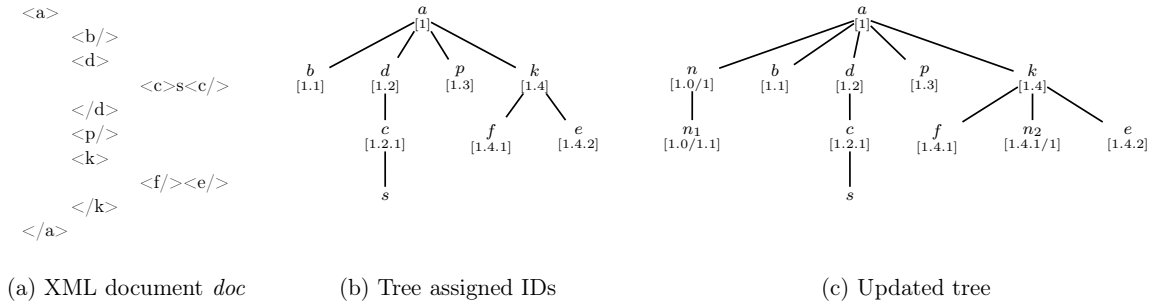 <a>
<b/>
<d>
<c>s<c/>
</d>
<p/>
<k>
<f/><e/>
</k>
</a>
(a) XML document doc
a
[1]
b d p k
[1.1] [1.2] [1.3] [1.4]
c f e
[1.2.1] [1.4.1] [1.4.2]
s
(b) Tree assigned IDs
a
[1]
n b d p k
[1.0/1] [1.1] [1.2] [1.3] [1.4]
n1 c f n2 e
[1.0/1.1] [1.2.1] [1.4.1] [1.4.1/1] [1.4.2]
s
(c) Updated tree